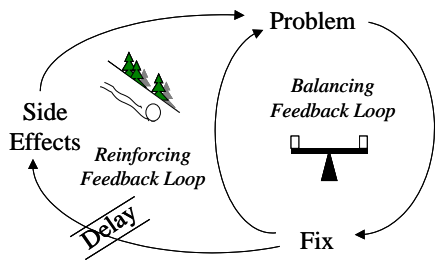 Problem
Balancing
Feedback Loop
Side
Effects
Reinforcing
Feedback Loop
Delay
Fix